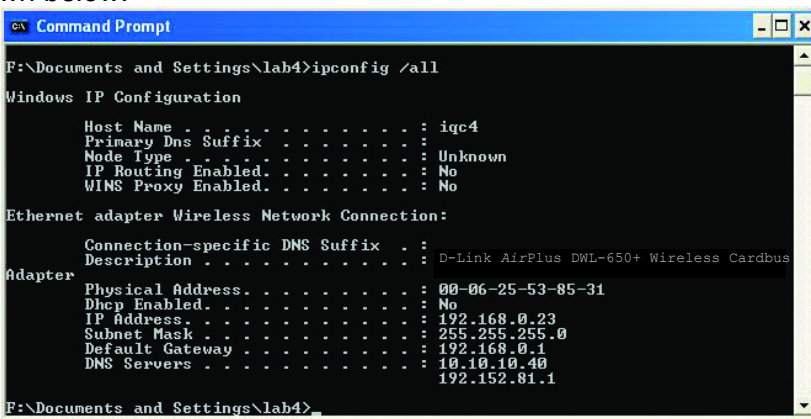 Command Prompt
F:\Documents and Settings\lab4>ipconfig /all
Windows IP Configuration
Host Name . . . . . . . . . . . . : iqc4
Primary Dns Suffix . . . . . . . :
Node Type . . . . . . . . . . . . : Unknown
IP Routing Enabled. . . . . . . . : No
WINS Proxy Enabled. . . . . . . . : No
Ethernet adapter Wireless Network Connection:
Connection-specific DNS Suffix . :
Description . . . . . . . . . . . : D-Link AirPlus DWL-650+ Wireless Cardbus
Adapter
Physical Address. . . . . . . . . : 00-06-25-53-85-31
Dhcp Enabled. . . . . . . . . . . : No
IP Address. . . . . . . . . . . . : 192.168.0.23
Subnet Mask . . . . . . . . . . . : 255.255.255.0
Default Gateway . . . . . . . . . : 192.168.0.1
DNS Servers . . . . . . . . . . . : 10.10.10.40
192.152.81.1
F:\Documents and Settings\lab4>_